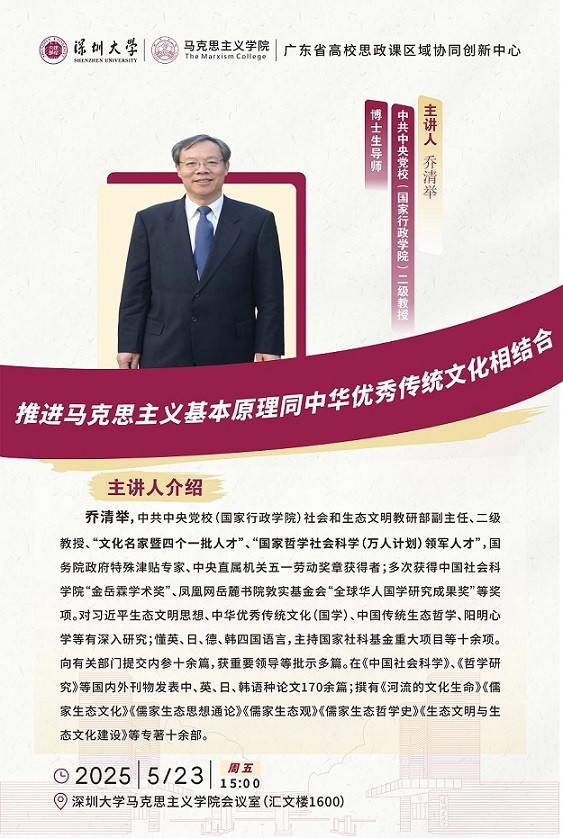 深圳大学
SHENZHEN UNIVERSITY
马克思主义学院
The Marxism College
广东省高校思政课区域协同创新中心
主讲人 乔清举
中共中央党校（国家行政学院）二级教授
博士生导师
推进马克思主义基本原理同中华优秀传统文化相结合
主讲人介绍
乔清举，中共中央党校（国家行政学院）社会和生态文明教研部副主任、二级
教授、“文化名家暨四个一批人才”、“国家哲学社会科学（万人计划）领军人才”，国
务院政府特殊津贴专家、中央直属机关五一劳动奖章获得者；多次获得中国社会科
学院“金岳霖学术奖”、凤凰网岳麓书院敦实基金会“全球华人国学研究成果奖”等奖
项。对习近平生态文明思想、中华优秀传统文化（国学）、中国传统生态哲学、阳明心
学等有深入研究；懂英、日、德、韩四国语言，主持国家社科基金重大项目等十余项。
向有关部门提交内参十余篇，获重要领导等批示多篇。在《中国社会科学》、《哲学研
究》等国内外刊物发表中、英、日、韩语种论文170余篇；撰有《河流的文化生命》《儒
家生态文化》《儒家生态思想通论》《儒家生态观》《儒家生态哲学史》《生态文明与生
态文化建设》等专著十余部。
2025 5/23 周五
15:00
深圳大学马克思主义学院会议室（汇文楼1600）